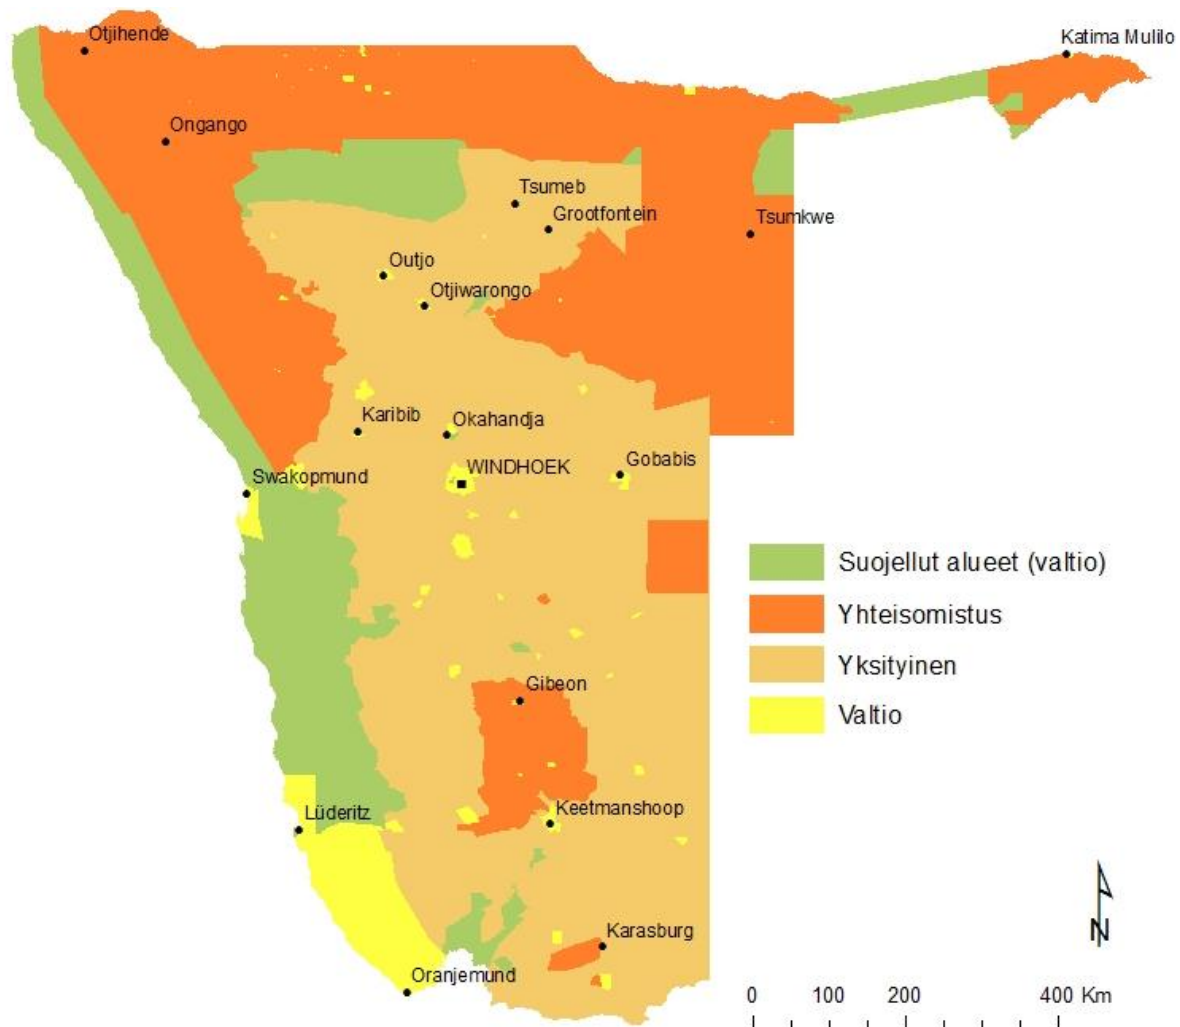 Otjihende
Katima Mulilo
Ongango
Tsumeb
Grootfontein
Tsumkwe
Outjo
Otjiwarongo
Karibib
Okahandja
WINDHOEK
Gobabis
Swakopmund
Suojellut alueet (valtio)
Yhteisomistus
Yksityinen
Valtio
Gibeon
Lüderitz
Keetmanshoop
Karasburg
Oranjemund
N
0 100 200 400 Km